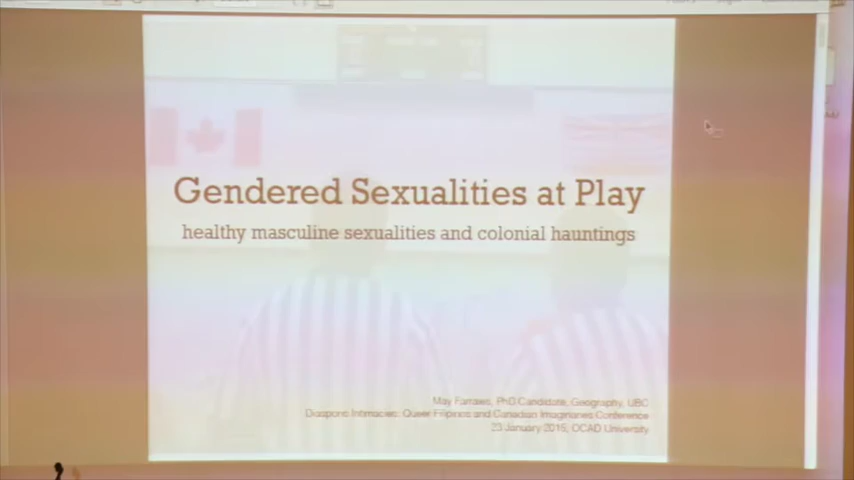 Gendered Sexualities at Play
healthy masculine sexualities and colonial hauntings
May Farrales, PhD Candidate, Geography, UBC
Diaspora Intimacies: Queer Filipinos and Canadian Imaginaries Conference
23 January 2015, OCAD University